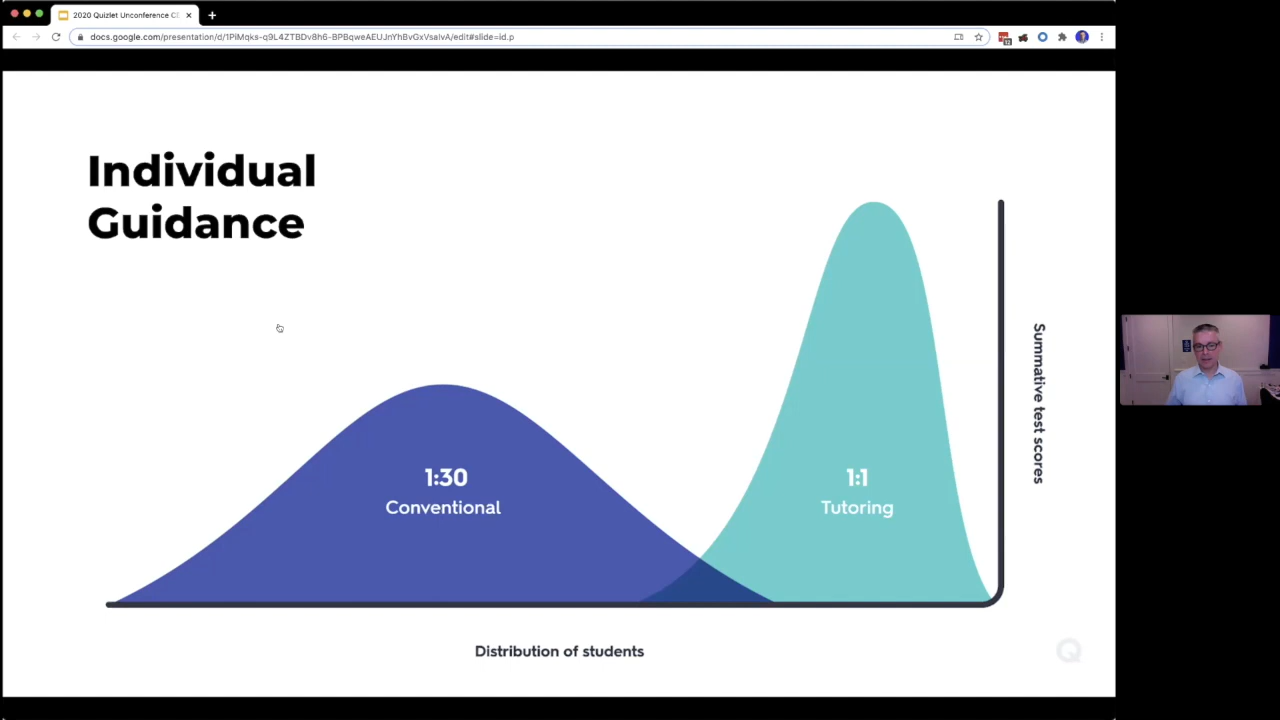 2020 Quizlet Unconference C
docs.google.com/presentation/d/1PiMqks-q9L4ZTBDv8h6-BPBqweAEUJnYhBvGxVsalvA/edit#slide=id.p
Individual
Guidance
1:30
Conventional
1:1
Tutoring
Summative test scores
Distribution of students
Q